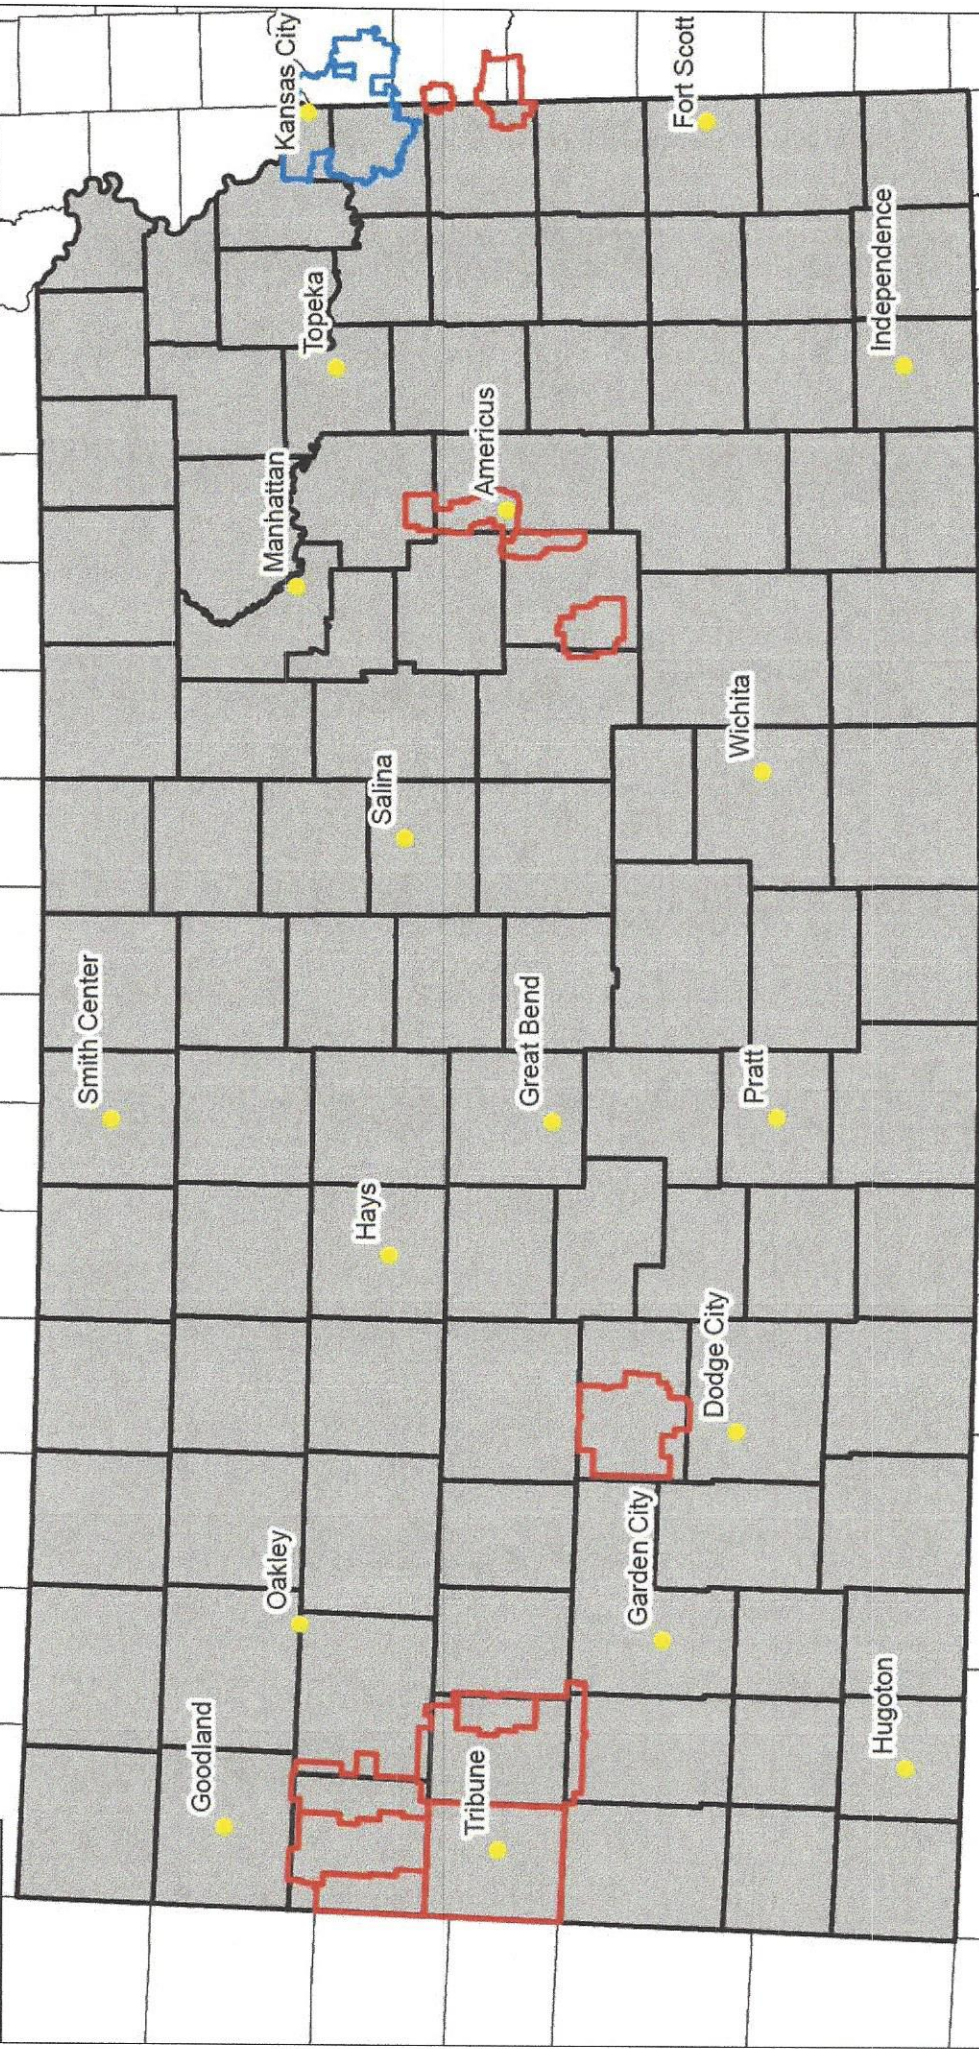 Kansas City
Fort Scott
Topeka
Independence
Americus
Manhattan
Wichita
Salina
Smith Center
Great Bend
Pratt
Hays
Dodge City
Oakley
Garden City
Goodland
Tribune
Hugoton